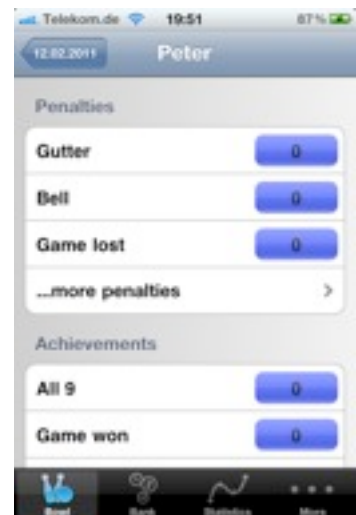 Telekom.de 19:51 87%
12.02.2011 Peter
Penalties
Gutter 0
Bell 0
Game lost 0
...more penalties
Achievements
All 9 0
Game won 0
Bowl Bank Statistics More